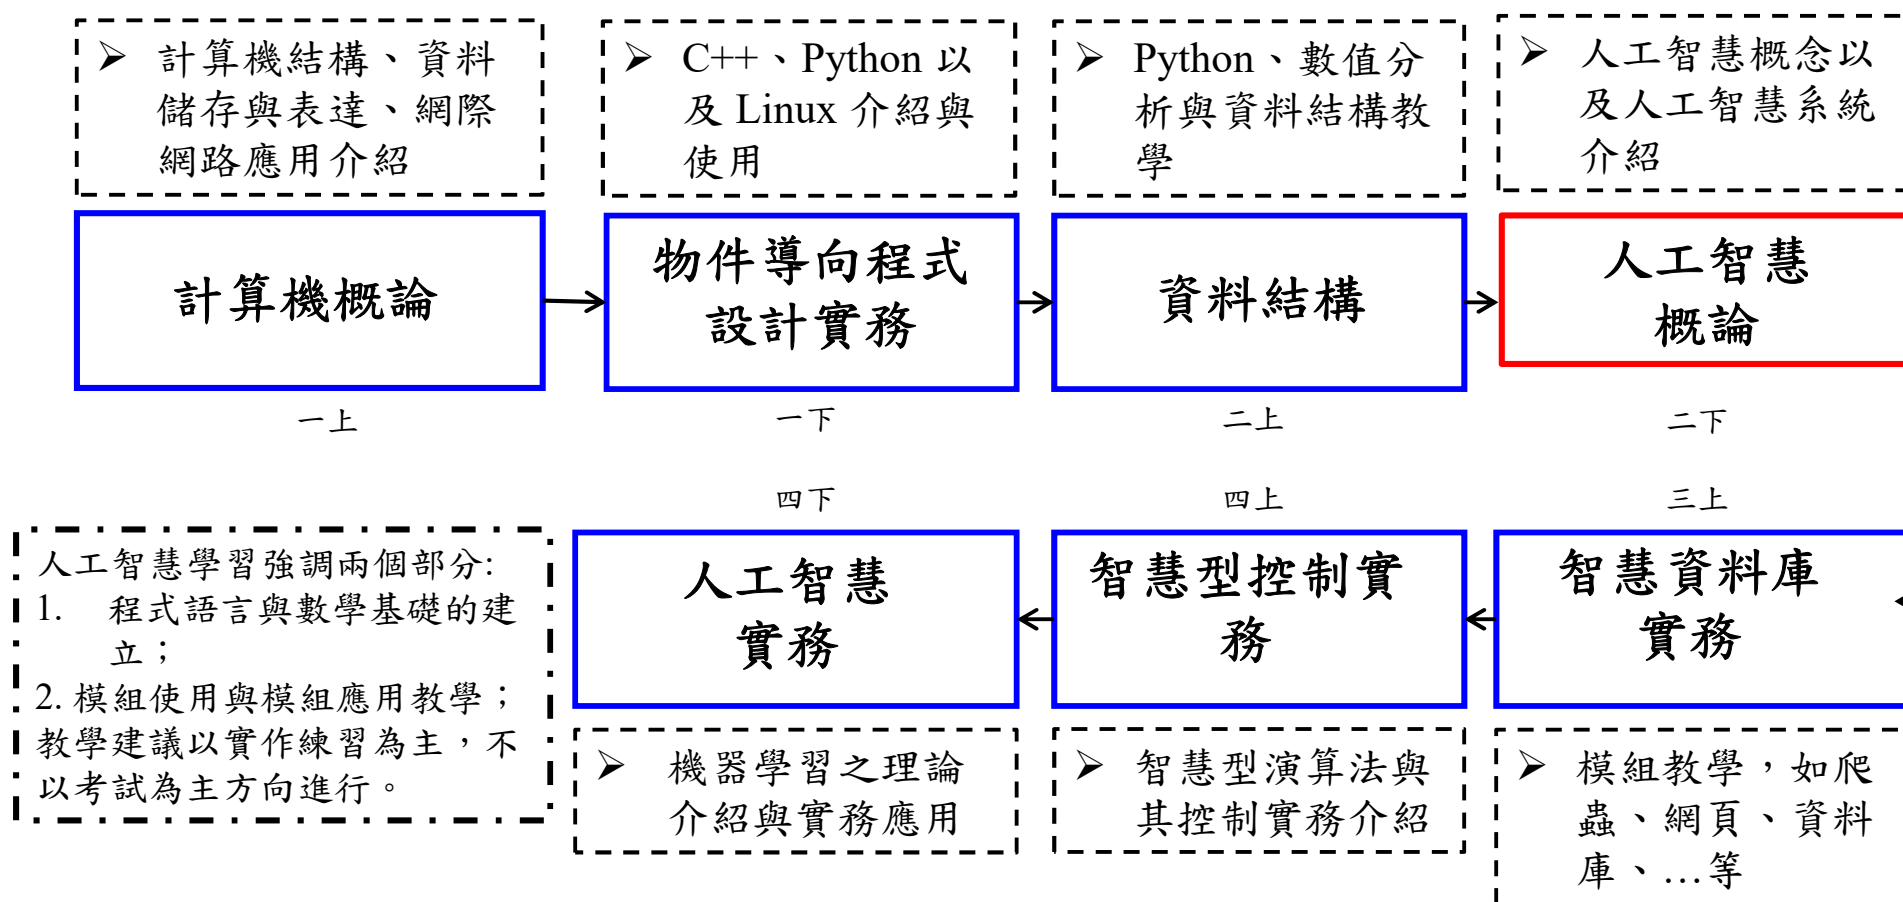 ➢ 計算機結構、資料
儲存與表達、網際
網路應用介紹
➢ C++、Python 以
及 Linux 介紹與
使用
➢ Python、數值分
析與資料結構教
學
➢ 人工智慧概念以
及人工智慧系統
介紹
計算機概論
物件導向程式
設計實務
資料結構
人工智慧
概論
一上
一下
二上
二下
四下
四上
三上
人工智慧學習強調兩個部分:
1. 程式語言與數學基礎的建
立；
2. 模組使用與模組應用教學；
教學建議以實作練習為主，不
以考試為主方向進行。
人工智慧
實務
智慧型控制實
務
智慧資料庫
實務
➢ 機器學習之理論
介紹與實務應用
➢ 智慧型演算法與
其控制實務介紹
➢ 模組教學，如爬
蟲、網頁、資料
庫、…等